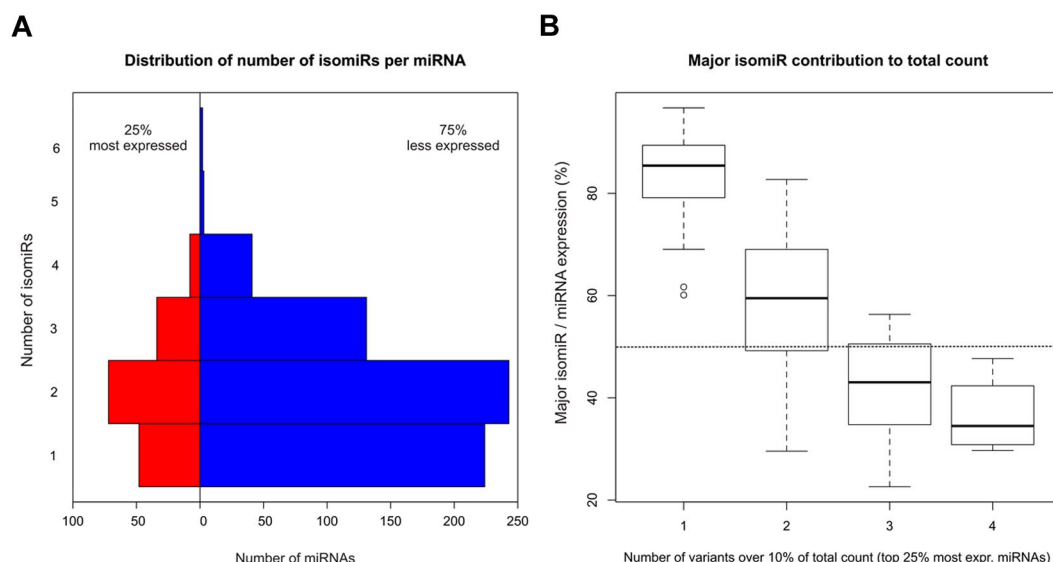 A
Distribution of number of isomiRs per miRNA
25%
most expressed
75%
less expressed
Number of isomiRs
6
5
4
3
2
1
100 50 0 50 100 150 200 250
Number of miRNAs
B
Major isomiR contribution to total count
Major isomiR / miRNA expression (%)
80
60
40
20
1 2 3 4
Number of variants over 10% of total count (top 25% most expr. miRNAs)